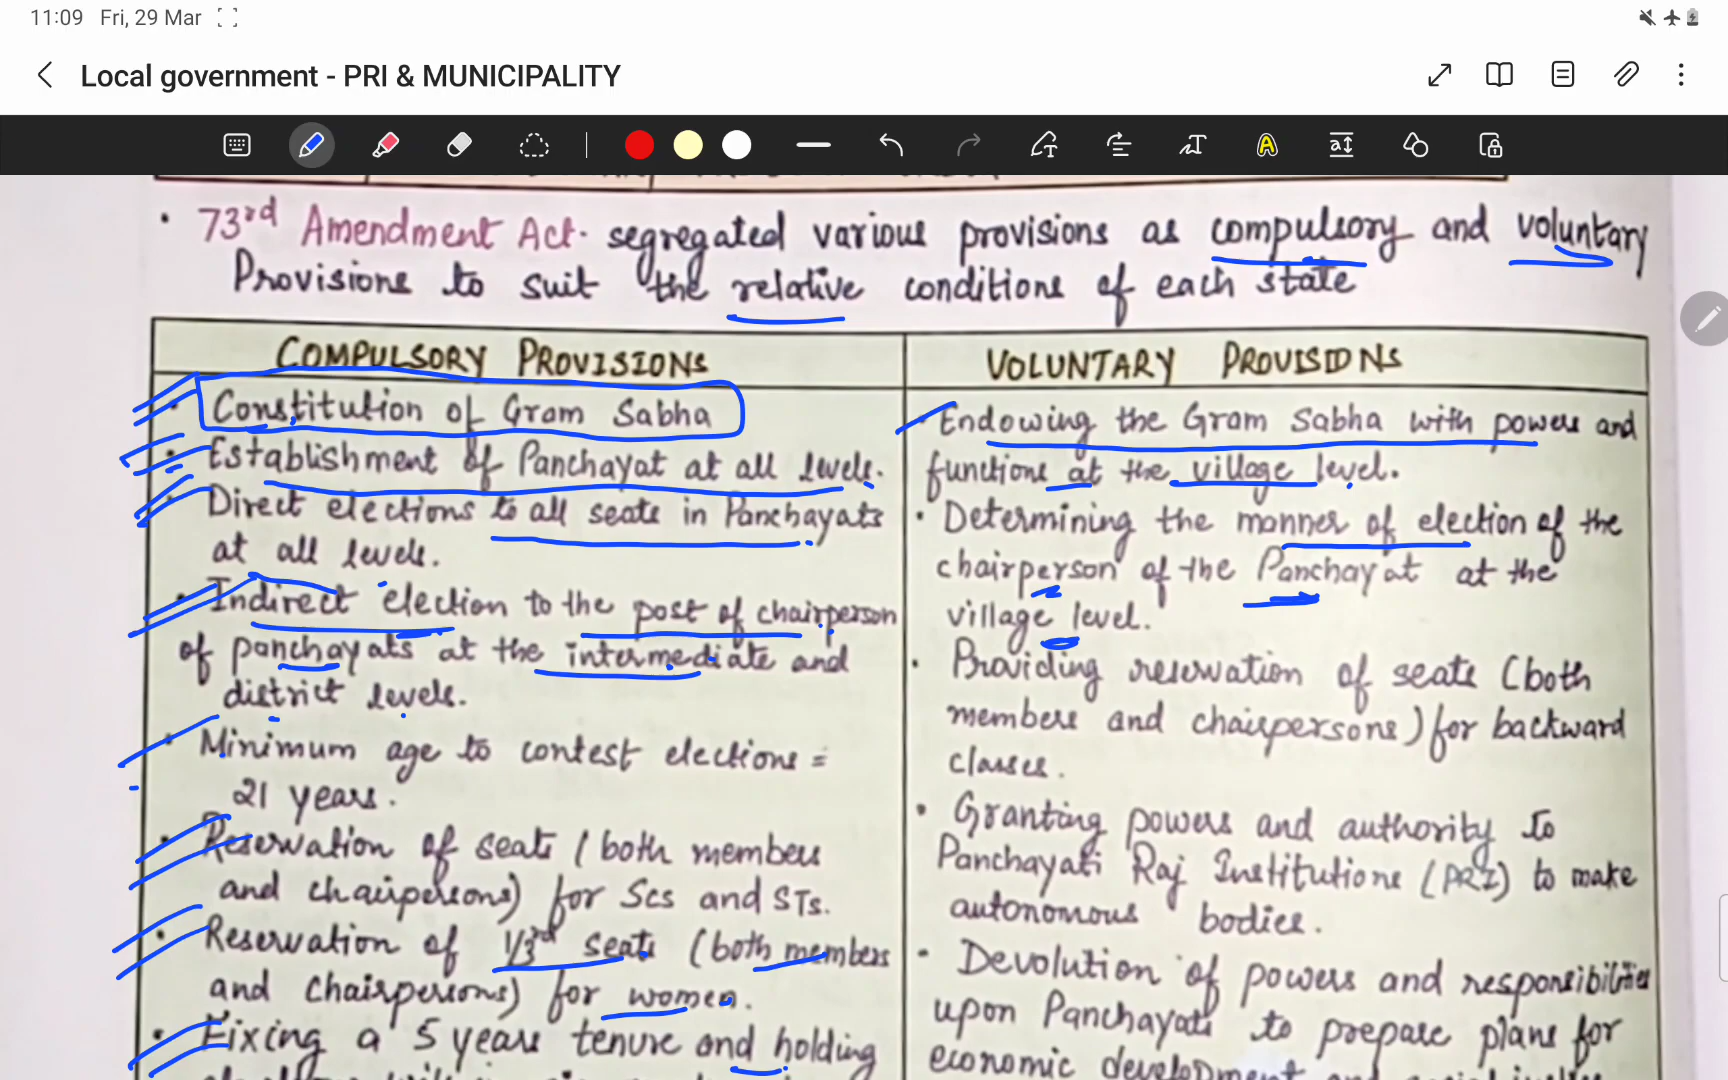 11:09 Fri, 29 Mar
Local government - PRI & MUNICIPALITY
73rd Amendment Act. segregated various provisions as compulsory and voluntary
Provisions to suit the relative conditions of each state
COMPULSORY PROVISIONS
Constitution of Gram Sabha
Establishment of Panchayat at all levels.
Direct elections to all seats in Panchayats
at all levels.
Indirect election to the post of chairperson
of panchayats at the intermediate and
district levels.
Minimum age to contest elections =
21 years.
Reservation of seats (both members
and chairpersons) for Scs and STs.
Reservation of 1/3rd seats (both members
and Chairpersons) for women.
Fixing a 5 years tenure and holding
VOLUNTARY PROVISIONS
Endowing the Gram Sabha with powers and
functions at the village level.
Determining the manner of election of the
chairperson of the Panchayat at the
village level.
Providing reservation of seats (both
members and chairpersons) for backward
classes.
Granting powers and authority to
Panchayati Raj Institutions (PRI) to make
autonomous bodies.
Devolution of powers and responsibilities
upon Panchayats to prepare plans for
economic development and